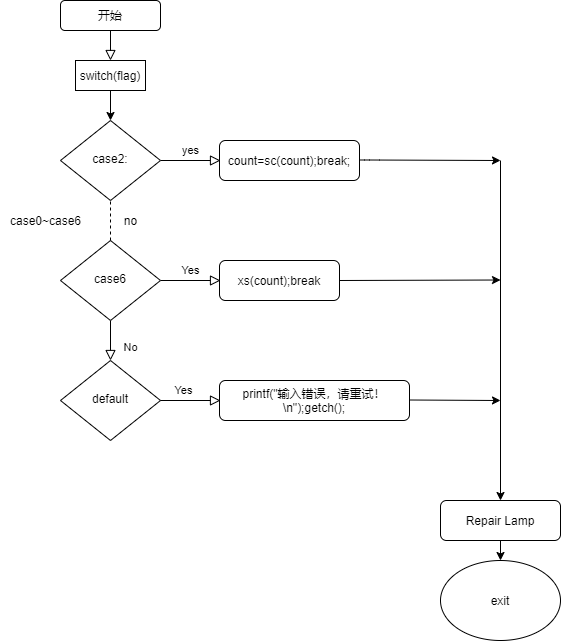 开始
switch(flag)
case2:
yes
count=sc(count);break;
case0~case6
no
case6
Yes
xs(count);break
No
default
Yes
printf("输入错误，请重试！
\n");getch();
Repair Lamp
exit